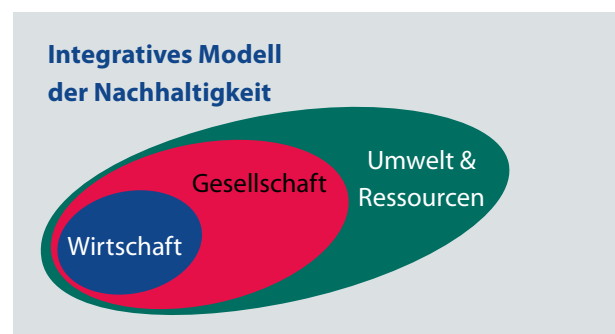 Integratives Modell
der Nachhaltigkeit
Umwelt &
Ressourcen
Gesellschaft
Wirtschaft